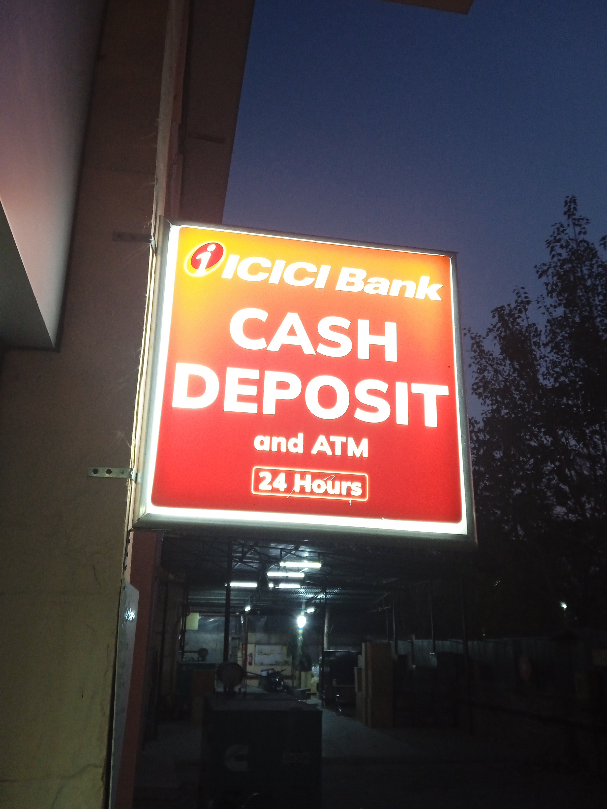 ICICI Bank
CASH
DEPOSIT
and ATM
24 Hours